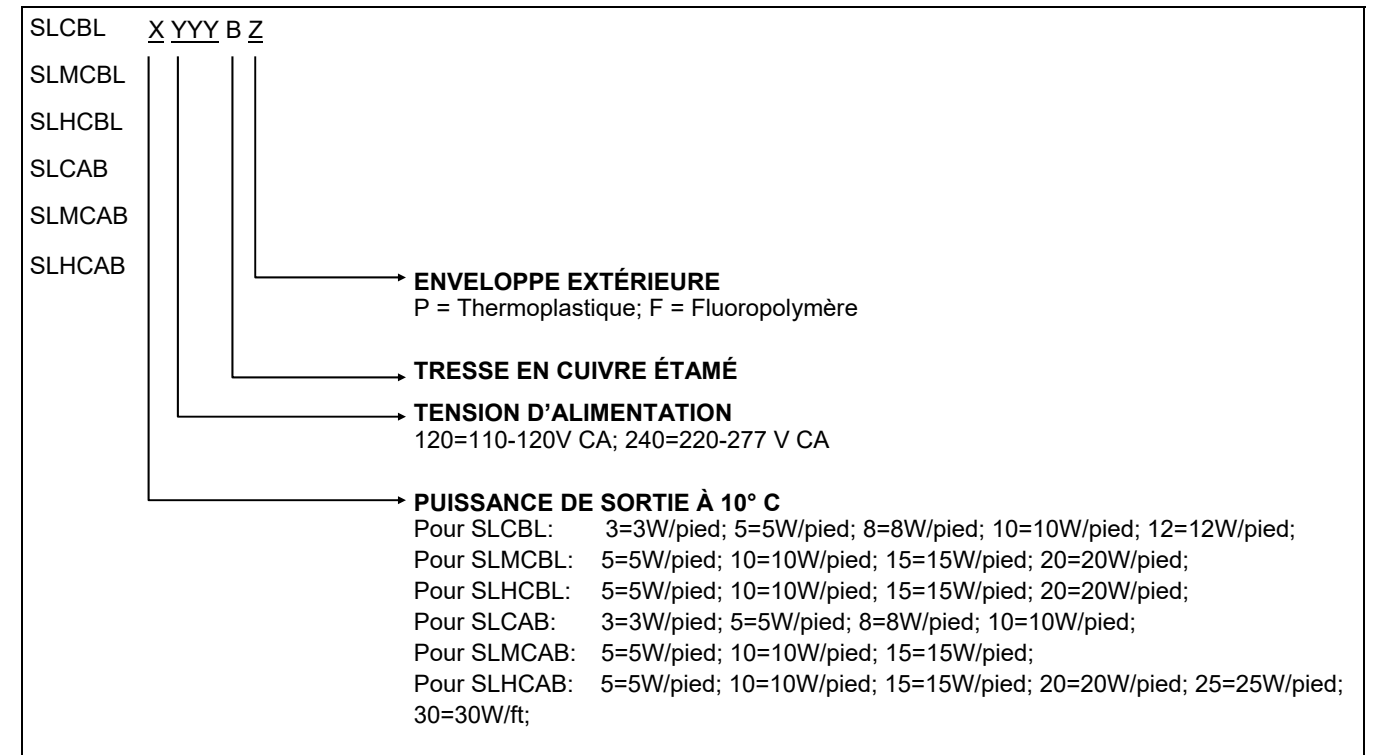 SLCBL X YYY B Z
SLMCBL
SLHCBL
SLCAB
SLMCAB
SLHCAB
ENVELOPPE EXTÉRIEURE
P = Thermoplastique; F = Fluoropolymère
TRESSE EN CUIVRE ÉTAMÉ
TENSION D’ALIMENTATION
120=110-120V CA; 240=220-277 V CA
PUISSANCE DE SORTIE À 10° C
Pour SLCBL: 3=3W/pied; 5=5W/pied; 8=8W/pied; 10=10W/pied; 12=12W/pied;
Pour SLMCBL: 5=5W/pied; 10=10W/pied; 15=15W/pied; 20=20W/pied;
Pour SLHCBL: 5=5W/pied; 10=10W/pied; 15=15W/pied; 20=20W/pied;
Pour SLCAB: 3=3W/pied; 5=5W/pied; 8=8W/pied; 10=10W/pied;
Pour SLMCAB: 5=5W/pied; 10=10W/pied; 15=15W/pied;
Pour SLHCAB: 5=5W/pied; 10=10W/pied; 15=15W/pied; 20=20W/pied; 25=25W/pied;
30=30W/ft;